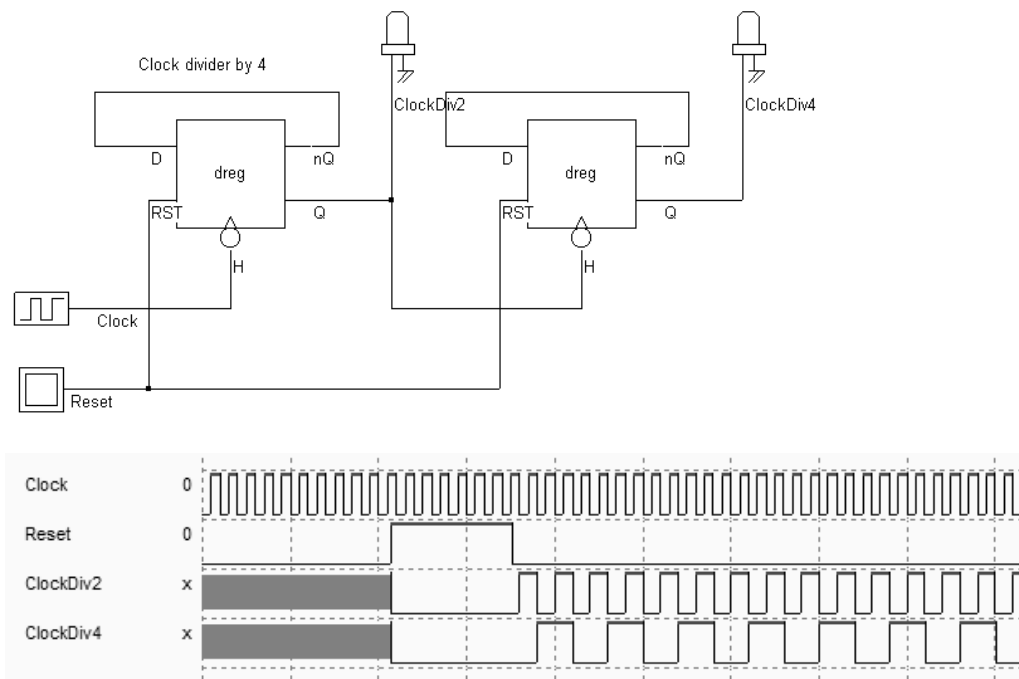 Clock divider by 4
ClockDiv2
ClockDiv4
D
nQ
D
nQ
dreg
dreg
RST
Q
RST
Q
H
H
Clock
Reset
Clock 0
Reset 0
ClockDiv2 x
ClockDiv4 x